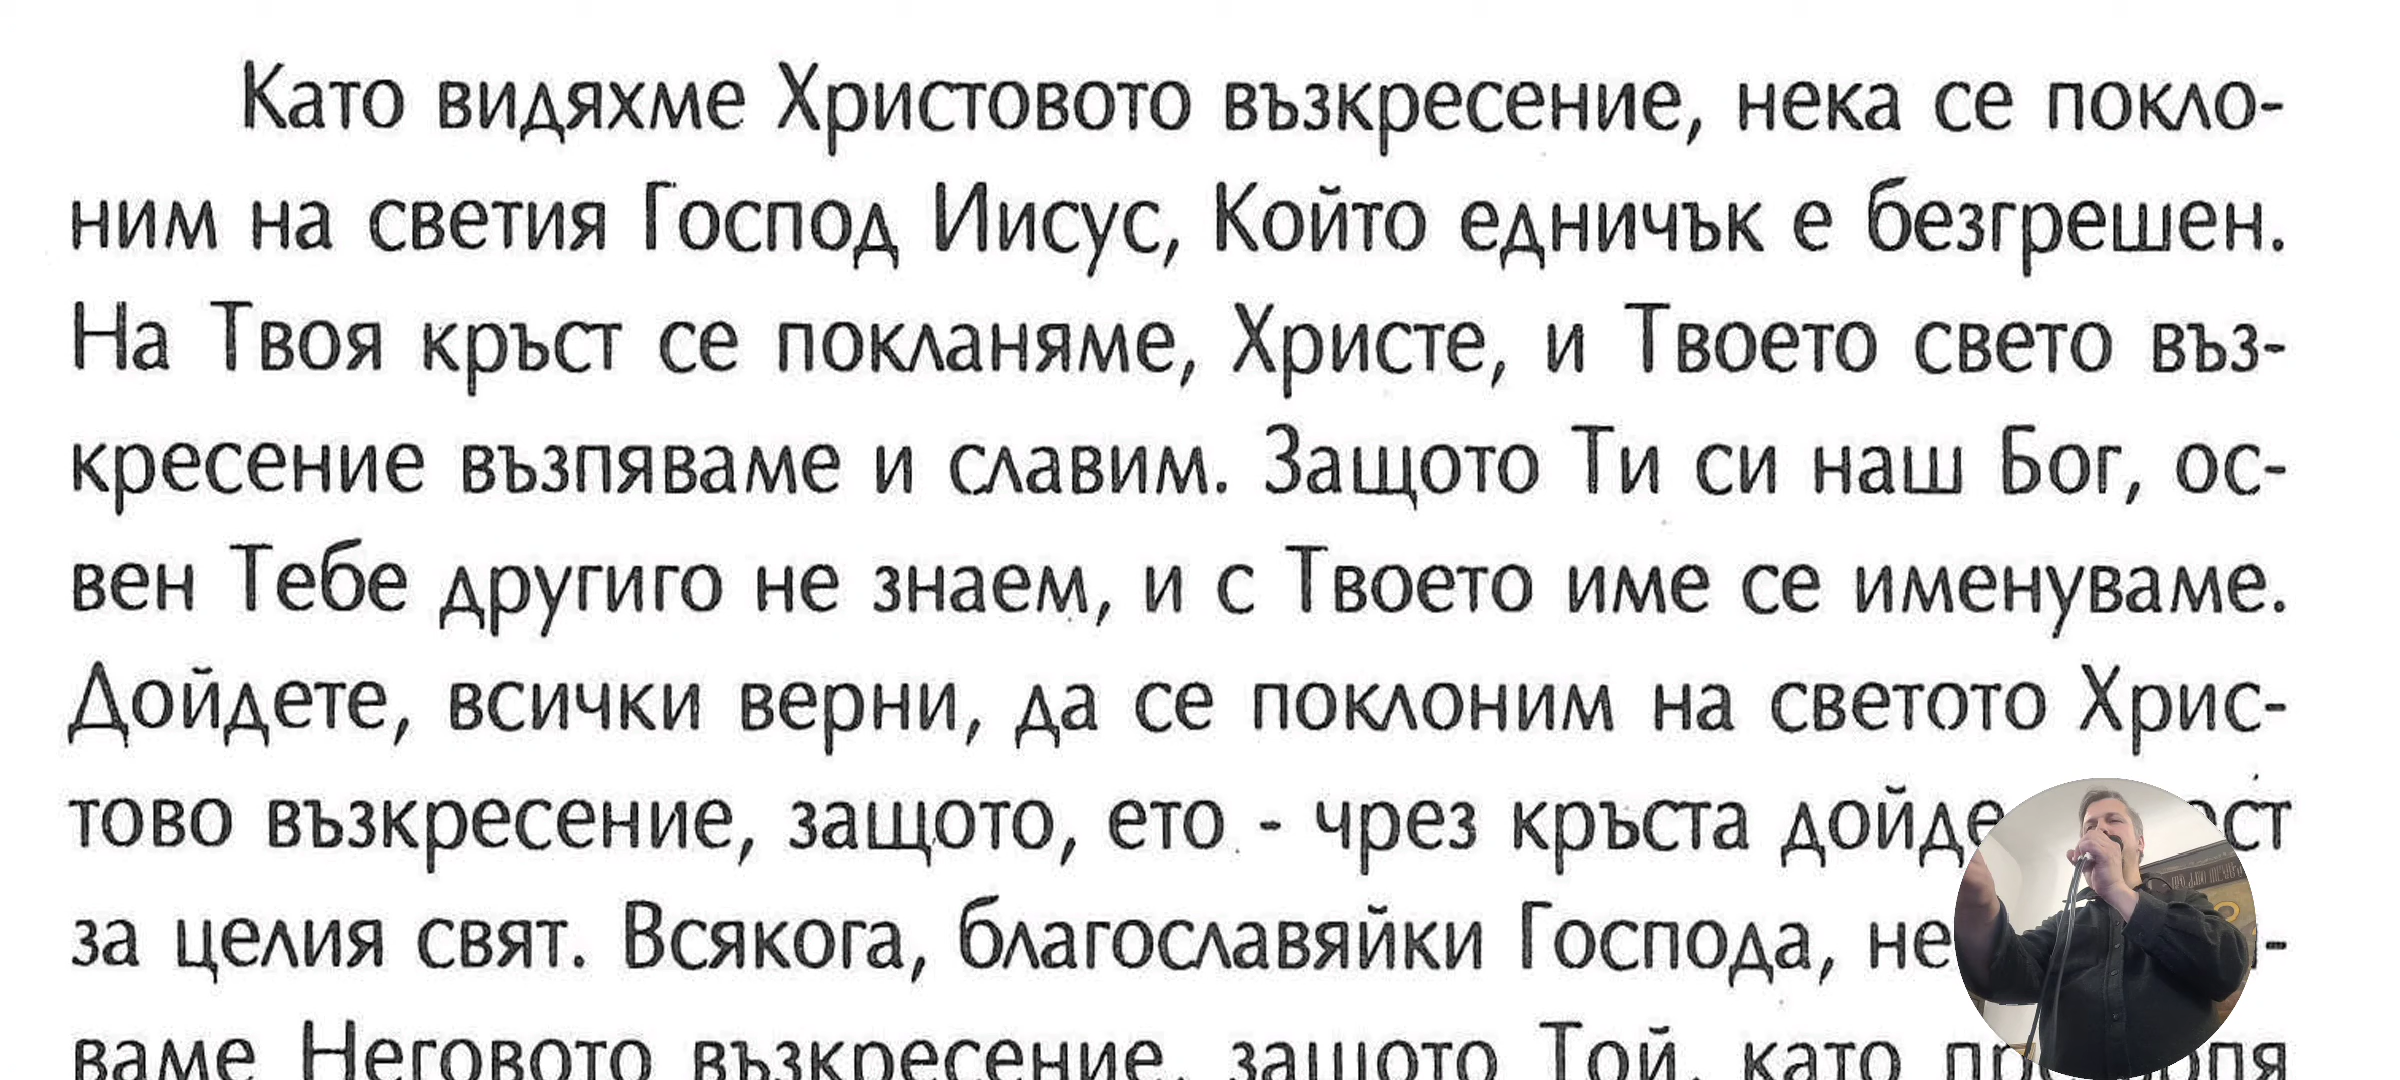 Като видяхме Христовото възкресение, нека се покло-
ним на светия Господ Иисус, Който едничък е безгрешен.
На Твоя кръст се покланяме, Христе, и Твоето свето въз-
кресение възпяваме и славим. Защото Ти си наш Бог, ос-
вен Тебе другиго не знаем, и с Твоето име се именуваме.
Дойдете, всички верни, да се поклоним на светото Хрис-
тово възкресение, защото, ето - чрез кръста дойде
за целия свят. Всякога, благославяйки Господа, не
ваме Неговото възкресение, защото Той, като